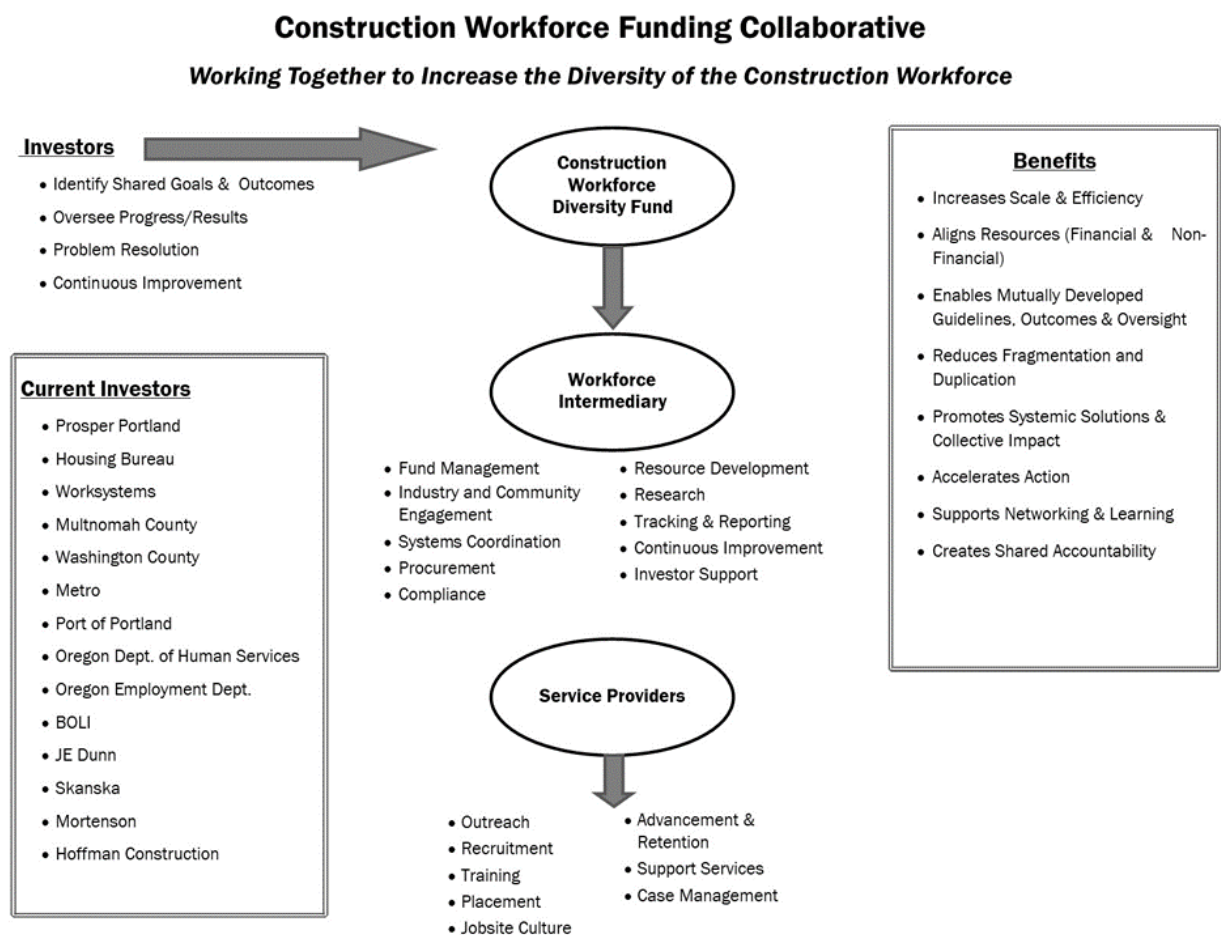 Construction Workforce Funding Collaborative
Working Together to Increase the Diversity of the Construction Workforce
Investors
• Identify Shared Goals & Outcomes
• Oversee Progress/Results
• Problem Resolution
• Continuous Improvement
Current Investors
• Prosper Portland
• Housing Bureau
• Worksystems
• Multnomah County
• Washington County
• Metro
• Port of Portland
• Oregon Dept. of Human Services
• Oregon Employment Dept.
• BOLI
• JE Dunn
• Skanska
• Mortenson
• Hoffman Construction
Construction
Workforce
Diversity Fund
Workforce
Intermediary
• Fund Management
• Industry and Community
Engagement
• Systems Coordination
• Procurement
• Compliance
• Resource Development
• Research
• Tracking & Reporting
• Continuous Improvement
• Investor Support
Service Providers
• Outreach
• Recruitment
• Training
• Placement
• Jobsite Culture
• Advancement &
Retention
• Support Services
• Case Management
Benefits
• Increases Scale & Efficiency
• Aligns Resources (Financial & Non-
Financial)
• Enables Mutually Developed
Guidelines, Outcomes & Oversight
• Reduces Fragmentation and
Duplication
• Promotes Systemic Solutions &
Collective Impact
• Accelerates Action
• Supports Networking & Learning
• Creates Shared Accountability